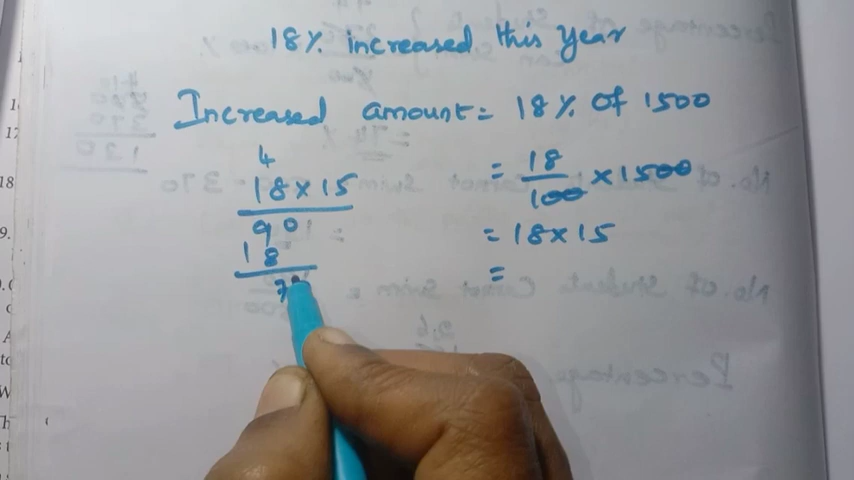 18% increased this year
Increased amount = 18% of 1500
= 18/100 × 1500
= 18 × 15
=
4
18 × 15
90
18
7